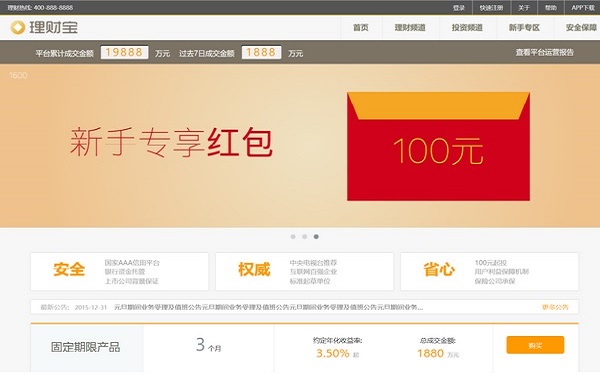 理财热线: 400-888-8888 登录 快速注册 关于 帮助 APP下载
理财宝 首页 理财频道 投资频道 新手专区 安全保障
平台累计成交金额 19888 万元 过去7日成交金额 1888 万元 查看平台运营报告
1600
新手专享红包
100元
安全 国家AAA信用平台
银行资金托管
上市公司容量保证
权威 中央电视台推荐
互联网百强企业
标准起草单位
省心 100元起投
用户利益保障机制
保险公司承保
最新公告: 2015-12-31 元旦期间业务受理及值班公告元旦期间业务受理及值班公告元旦期间业务受理及值班公告元旦期间业务... 更多公告
固定期限产品 3 个月
约定年化收益率:
3.50% 起
总成交金额:
1880 万元
购买